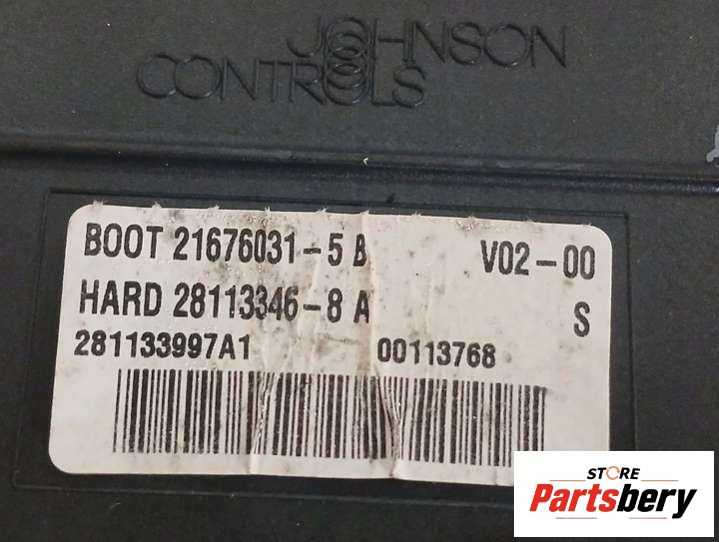 JOHNSON
CONTROLS
BOOT 21676031-5 B V02-00
HARD 28113346-8 A S
281133997A1 00113768
STORE
Partsbery